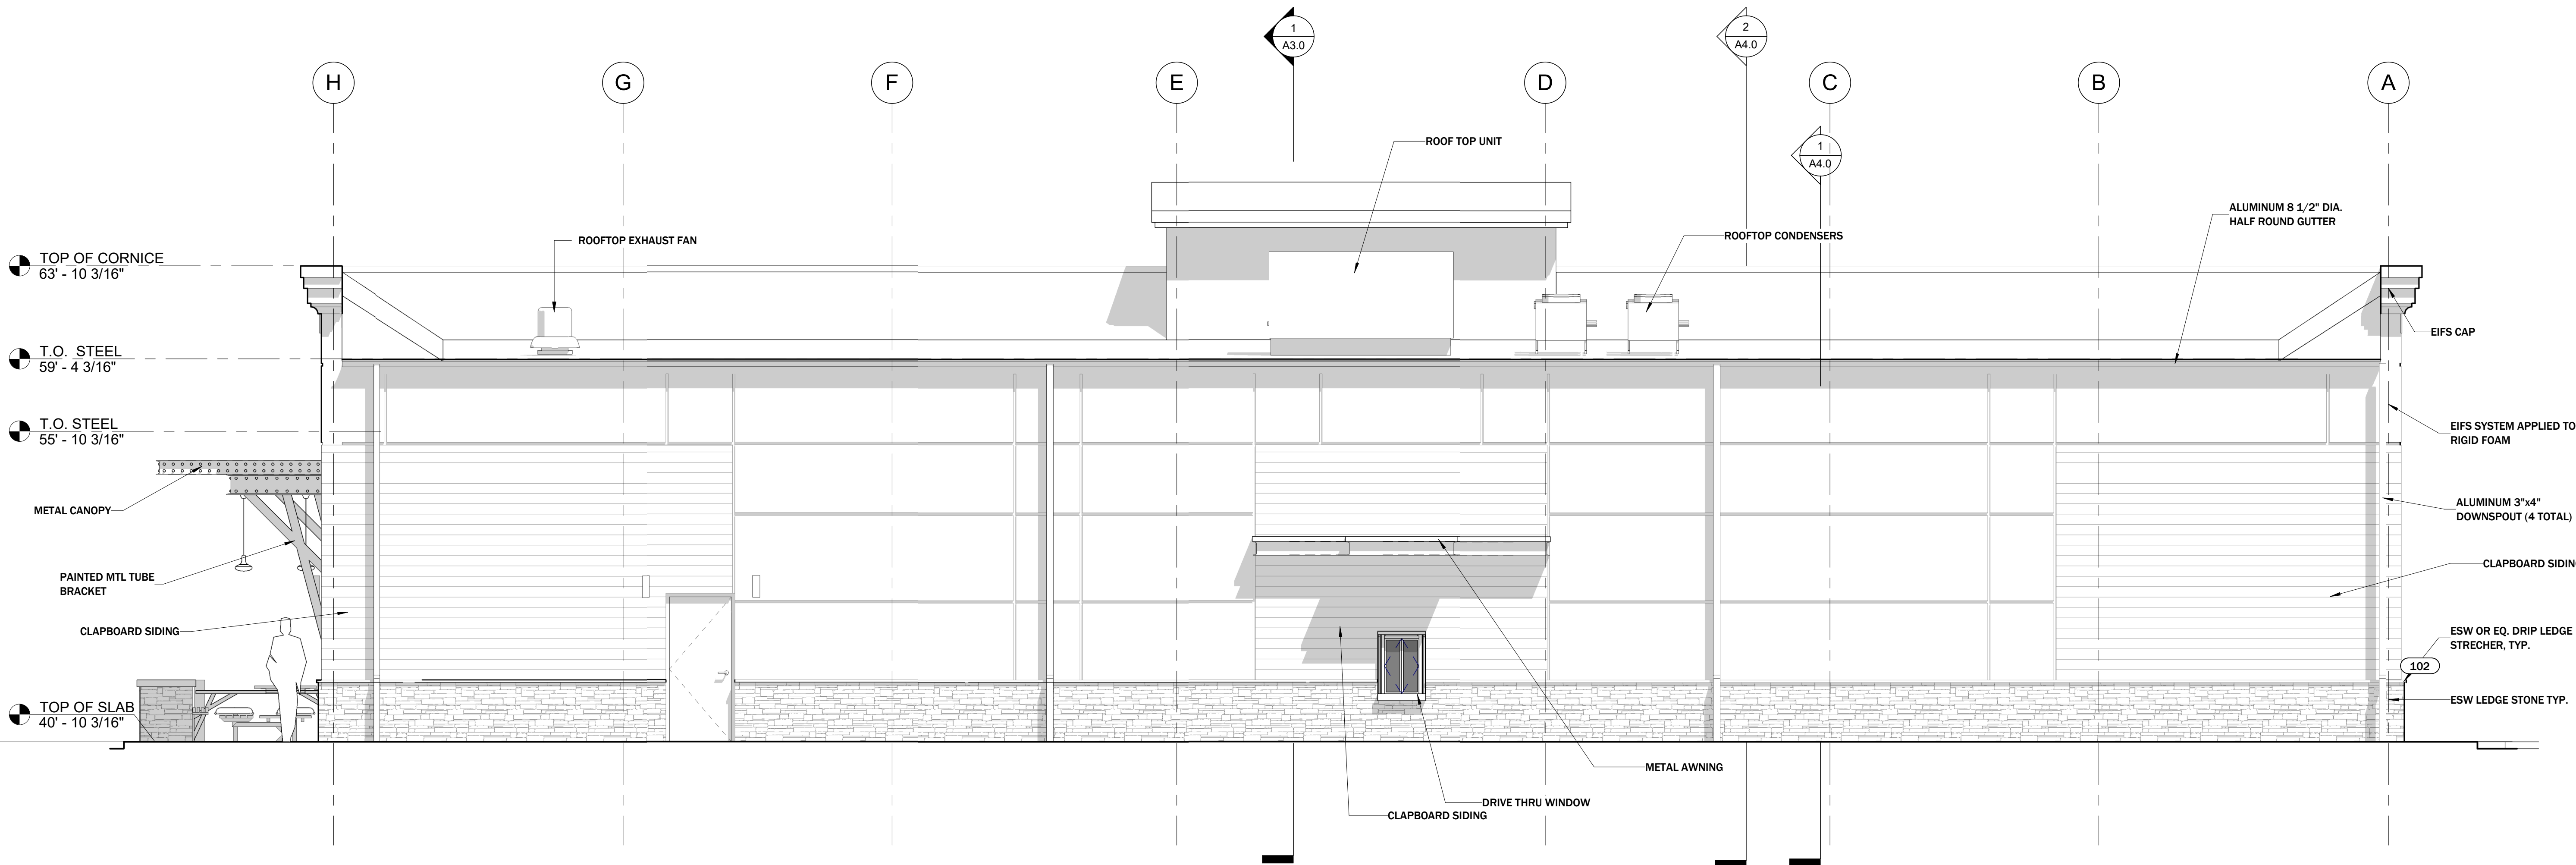 1
A3.0
2
A4.0
H
G
F
E
D
C
B
A
1
A4.0
ROOF TOP UNIT
ALUMINUM 8 1/2" DIA.
HALF ROUND GUTTER
ROOFTOP EXHAUST FAN
ROOFTOP CONDENSERS
TOP OF CORNICE
63' - 10 3/16"
EIFS CAP
T.O. STEEL
59' - 4 3/16"
T.O. STEEL
55' - 10 3/16"
EIFS SYSTEM APPLIED TO
RIGID FOAM
METAL CANOPY
ALUMINUM 3"x4"
DOWNSPOUT (4 TOTAL)
CLAPBOARD SIDIN
PAINTED MTL TUBE
BRACKET
CLAPBOARD SIDING
ESW OR EQ. DRIP LEDGE
STRECHER, TYP.
102
ESW LEDGE STONE TYP.
TOP OF SLAB
40' - 10 3/16"
METAL AWNING
DRIVE THRU WINDOW
CLAPBOARD SIDING